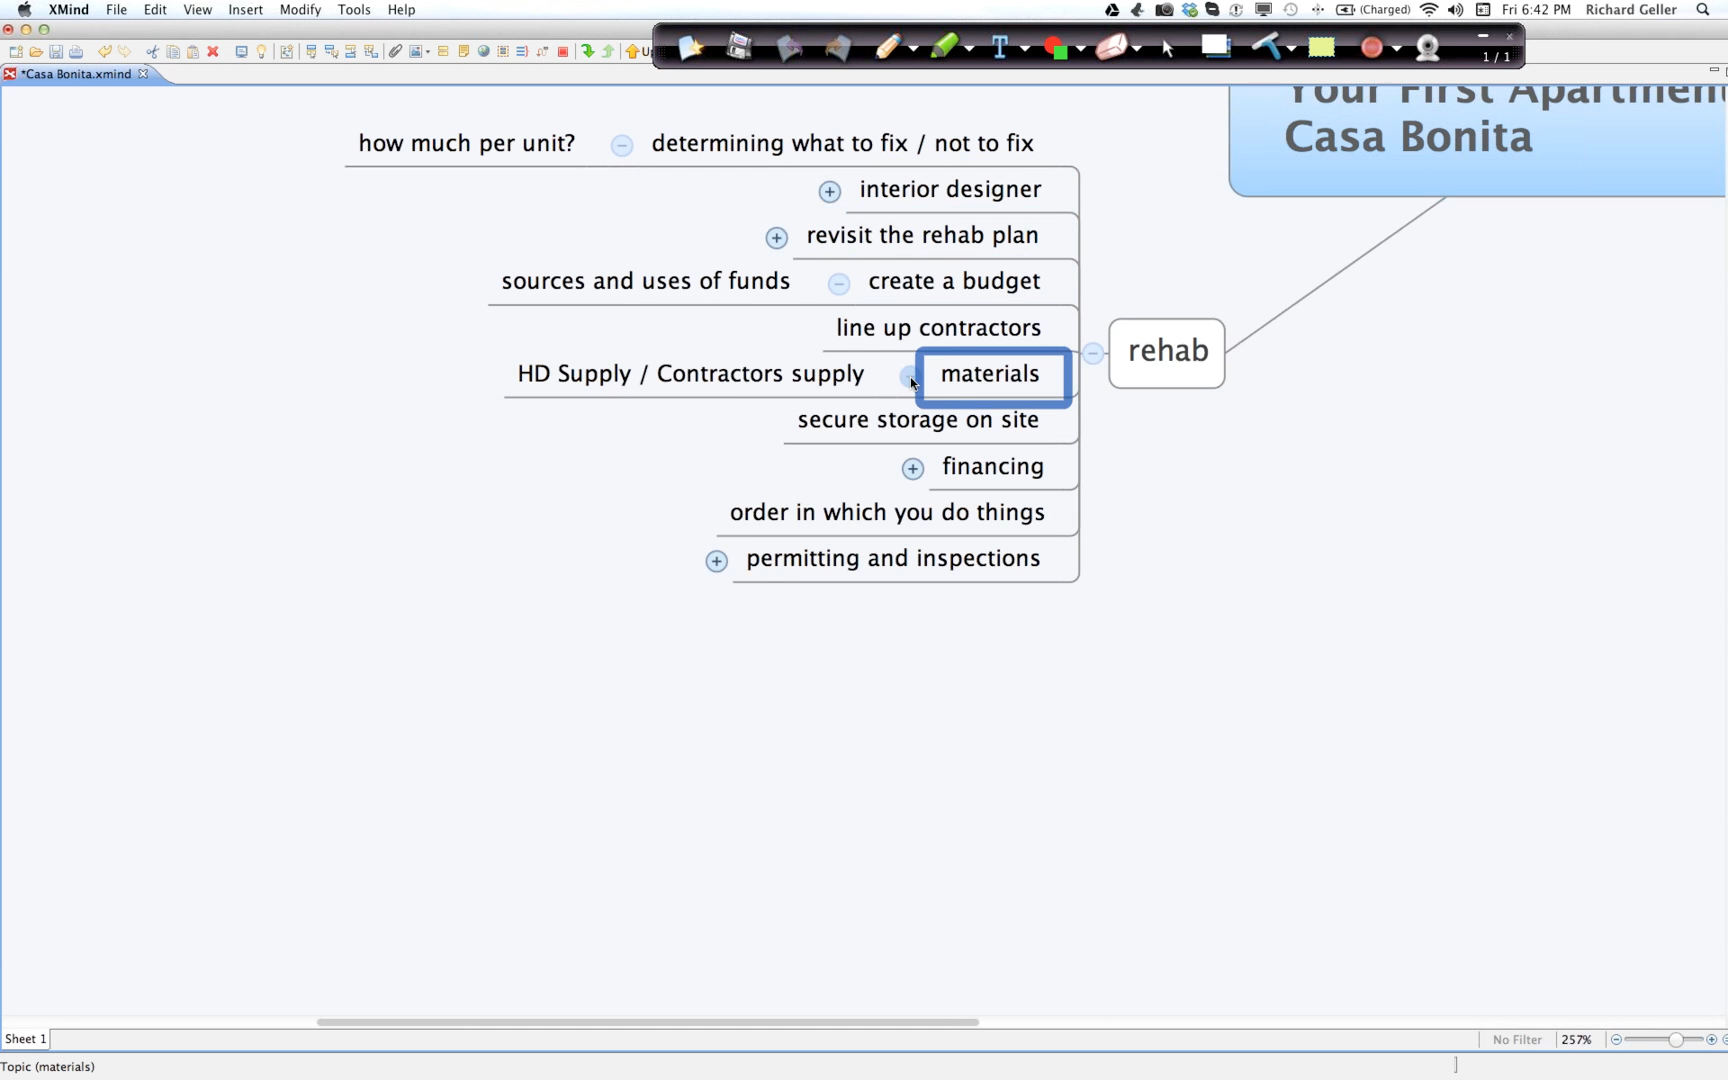 XMind File Edit View Insert Modify Tools Help
(Charged) Fri 6:42 PM Richard Geller
1 / 1
*Casa Bonita.xmind
Casa Bonita
how much per unit? determining what to fix / not to fix
interior designer
revisit the rehab plan
sources and uses of funds create a budget
line up contractors
rehab
HD Supply / Contractors supply materials
secure storage on site
financing
order in which you do things
permitting and inspections
Sheet 1
No Filter 257%
Topic (materials)